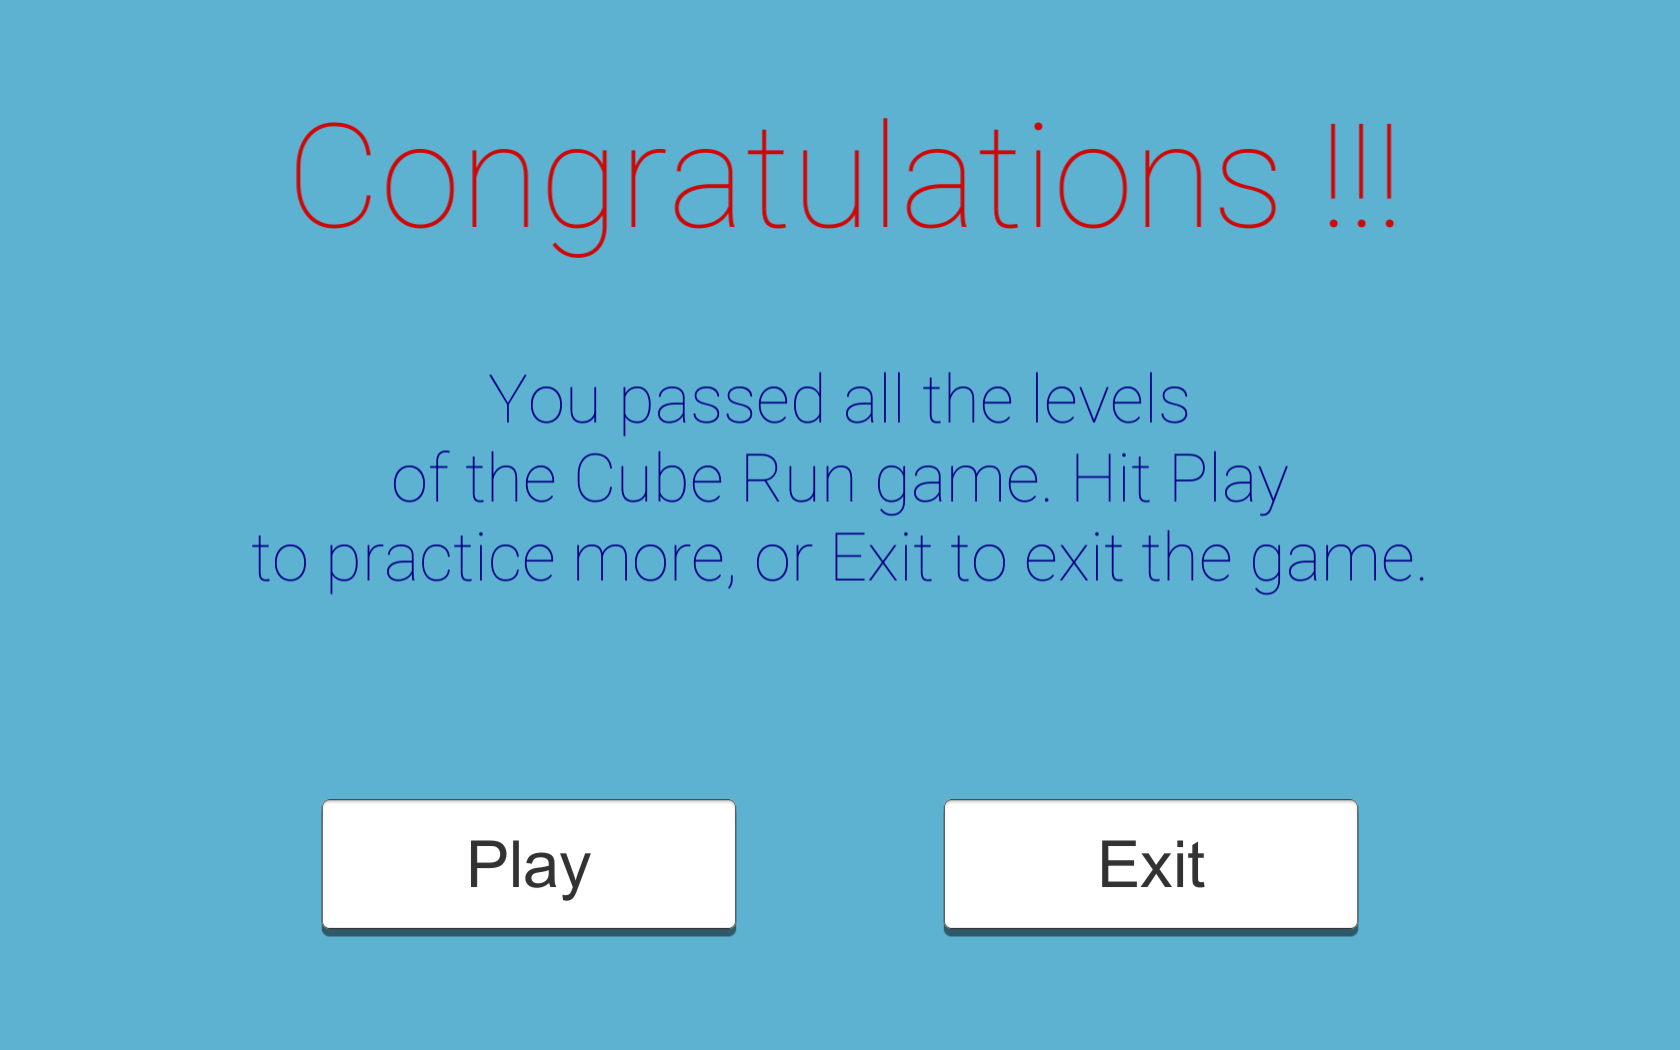 Congratulations !!!
You passed all the levels
of the Cube Run game. Hit Play
to practice more, or Exit to exit the game.
Play
Exit